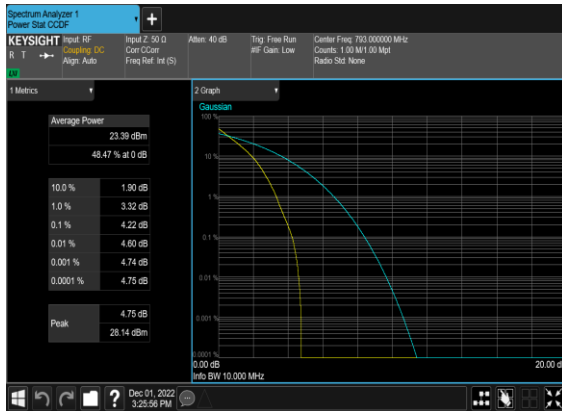 Spectrum Analyzer 1
Power Stat CCDF
+
KEYSIGHT
R T
LXI
Input: RF
Coupling: DC
Align: Auto
Input Z: 50 Ω
Corr CCorr
Freq Ref: Int (S)
Atten: 40 dB
Trig: Free Run
#IF Gain: Low
Center Freq: 793.000000 MHz
Counts: 1.00 M/1.00 Mpt
Radio Std: None
1 Metrics
Average Power
23.39 dBm
48.47 % at 0 dB
10.0 % 1.90 dB
1.0 % 3.32 dB
0.1 % 4.22 dB
0.01 % 4.60 dB
0.001 % 4.74 dB
0.0001 % 4.75 dB
Peak 4.75 dB
28.14 dBm
2 Graph
Gaussian
100 %
10 %
1 %
0.1 %
0.01 %
0.001 %
0.0001 %
0.00 dB
20.00 d
Info BW 10.000 MHz
?
Dec 01, 2022
3:25:56 PM